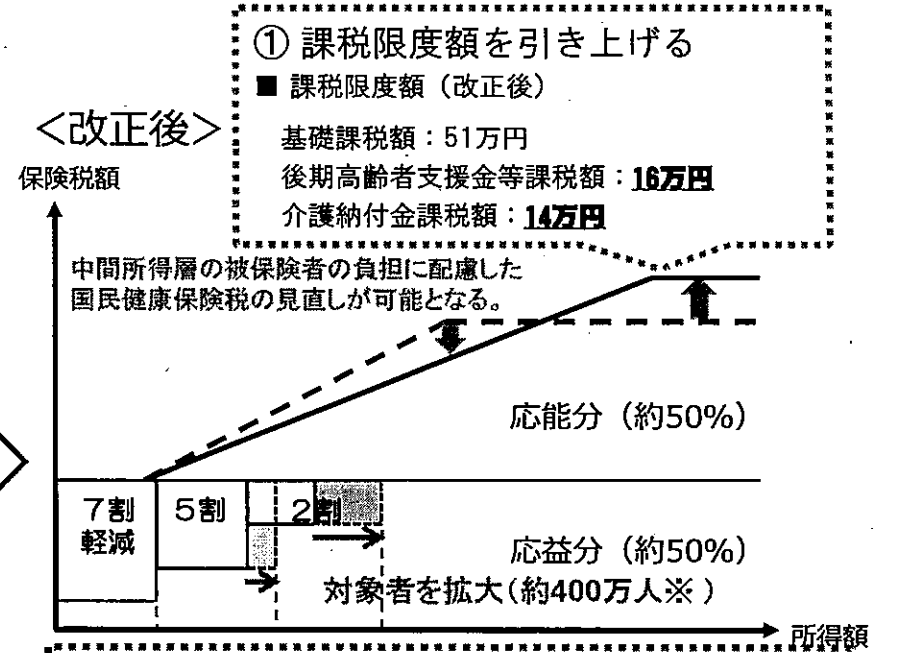 ① 課税限度額を引き上げる
■ 課税限度額（改正後）
基礎課税額：51万円
後期高齢者支援金等課税額：16万円
介護納付金課税額：14万円
＜改正後＞
保険税額
中間所得層の被保険者の負担に配慮した
国民健康保険税の見直しが可能となる。
応能分（約50%）
7割
軽減
5割
2割
応益分（約50%）
対象者を拡大（約400万人※）
所得額